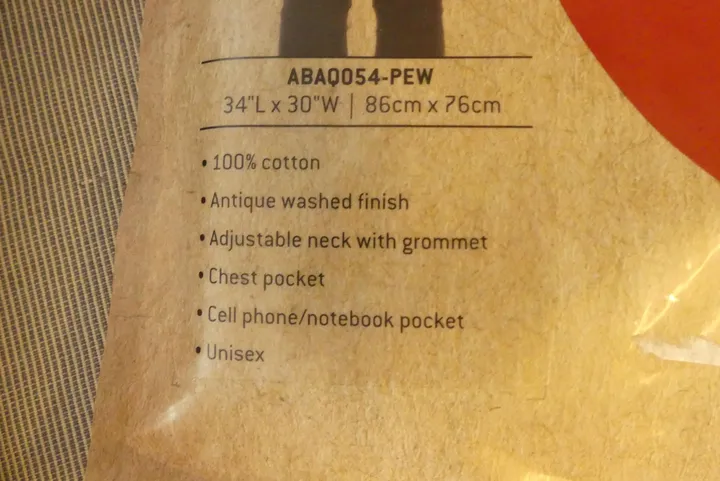 ABAQ054-PEW
34"L x 30"W | 86cm x 76cm
• 100% cotton
• Antique washed finish
• Adjustable neck with grommet
• Chest pocket
• Cell phone/notebook pocket
• Unisex